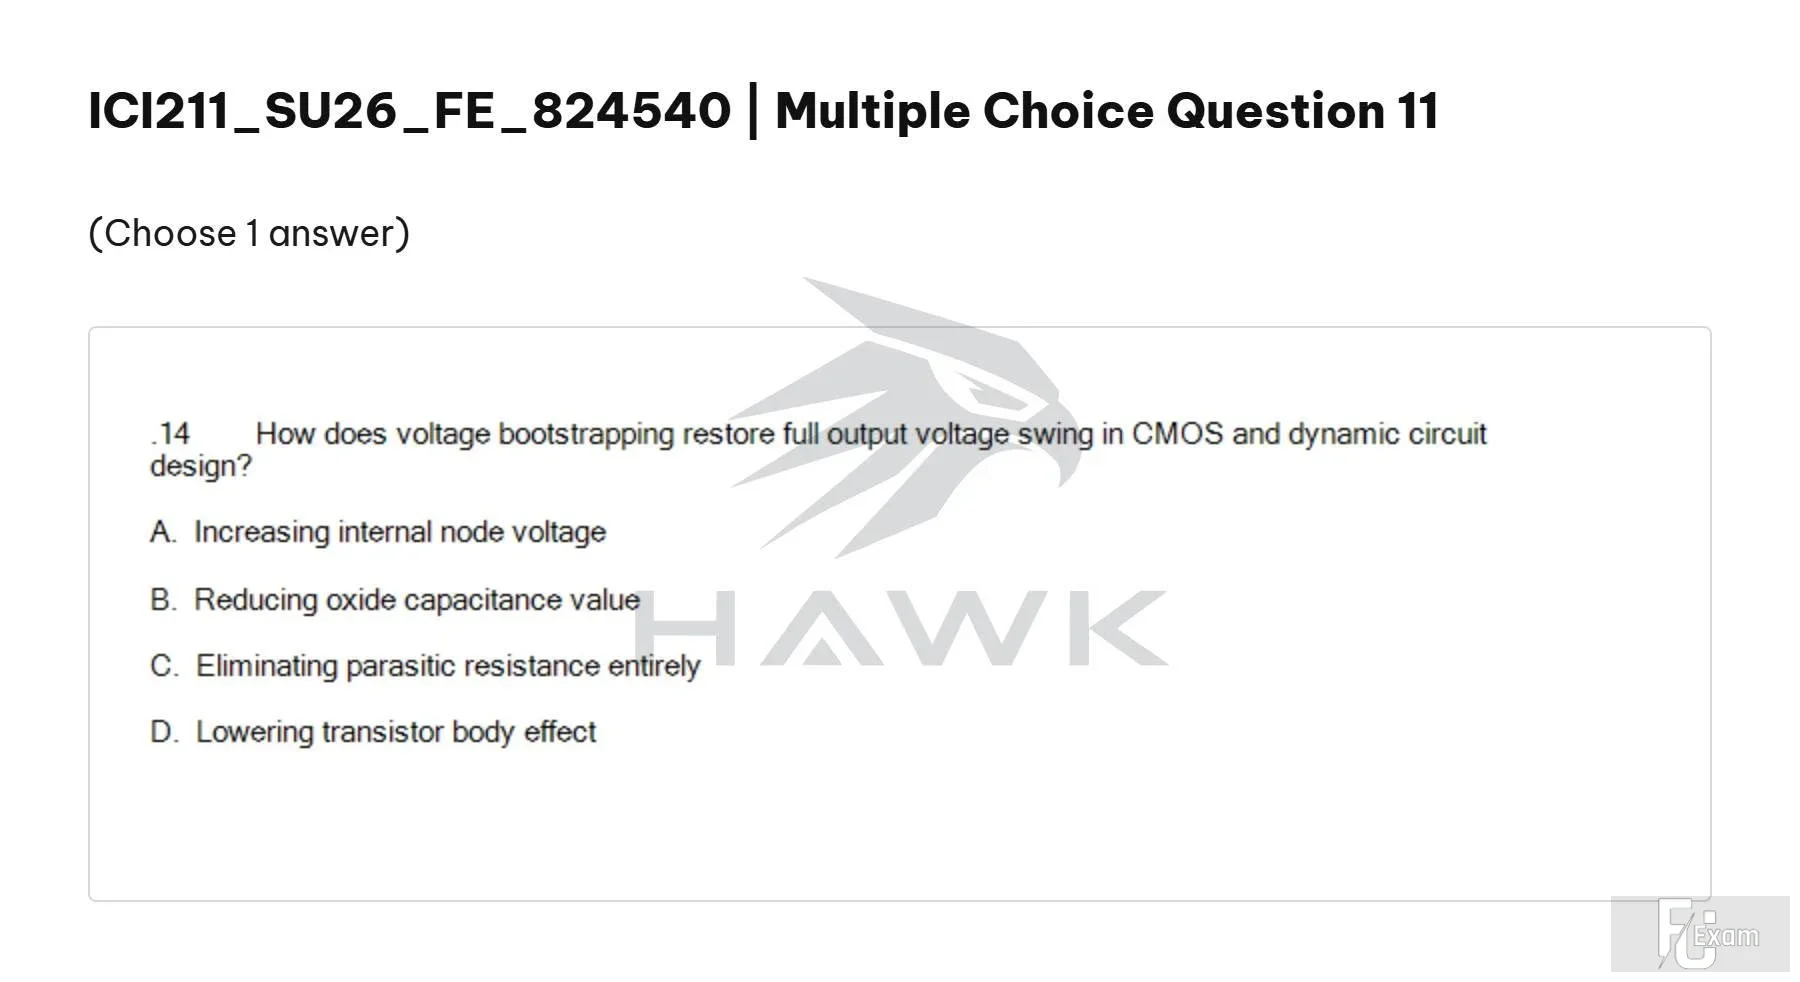 ICI211_SU26_FE_824540 | Multiple Choice Question 11
(Choose 1 answer)
.14 How does voltage bootstrapping restore full output voltage swing in CMOS and dynamic circuit
design?
A. Increasing internal node voltage
B. Reducing oxide capacitance value
C. Eliminating parasitic resistance entirely
D. Lowering transistor body effect
HAWK
FU Exam